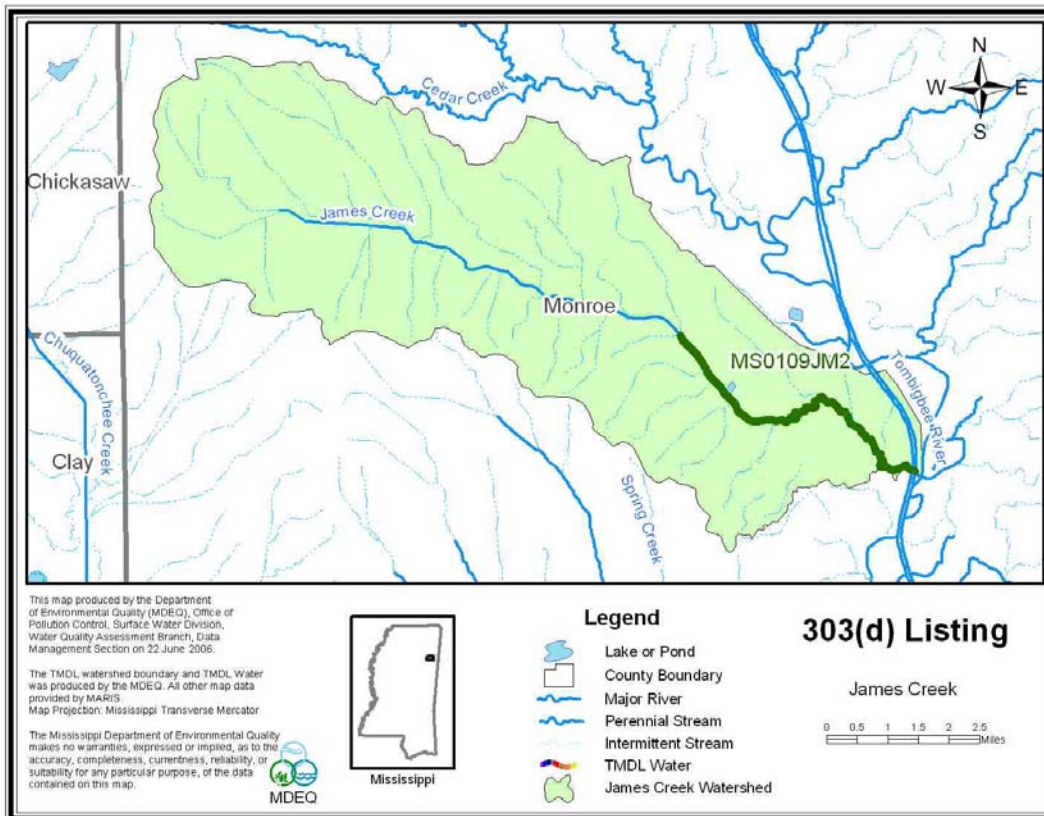 N
W E
S
Cedar Creek
Chickasaw
James Creek
Monroe
MS0109JM2
Tombigbee River
Chuquatonchee Creek
Clay
Spring Creek
This map produced by the Department
of Environmental Quality (MDEQ), Office of
Pollution Control, Surface Water Division,
Water Quality Assessment Branch, Data
Management Section on 22 June 2006.
The TMDL watershed boundary and TMDL Water
was produced by the MDEQ. All other map data
provided by MARIS.
Map Projection: Mississippi Transverse Mercator
The Mississippi Department of Environmental Quality
makes no warranties, expressed or implied, as to the
accuracy, completeness, currentness, reliability, or
suitability for any particular purpose, of the data
contained on this map.
MDEQ
Mississippi
Legend
Lake or Pond
County Boundary
Major River
Perennial Stream
Intermittent Stream
TMDL Water
James Creek Watershed
303(d) Listing
James Creek
0 0.5 1 1.5 2 2.5
Miles